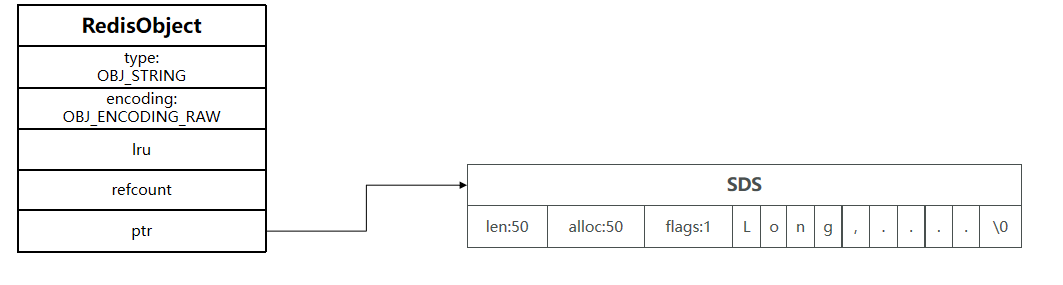 RedisObject
type:
OBJ_STRING
encoding:
OBJ_ENCODING_RAW
lru
refcount
ptr
SDS
len:50 alloc:50 flags:1 L o n g , . . . . \0